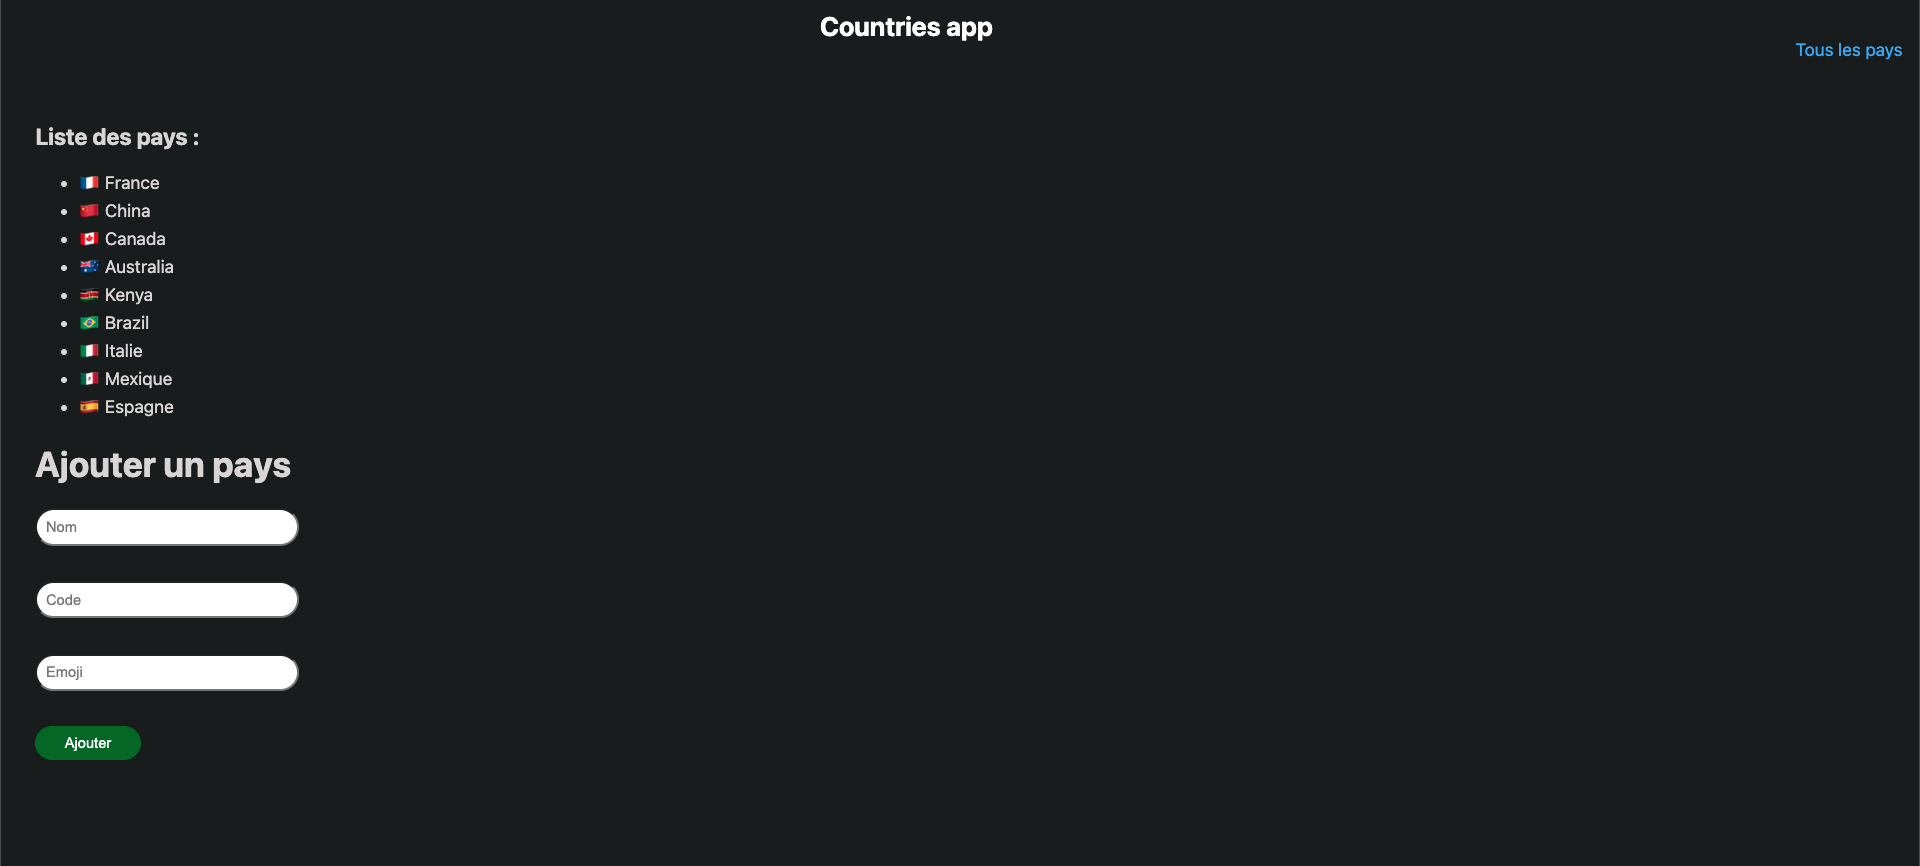 Countries app
Tous les pays
Liste des pays :
🇫🇷 France
🇨🇳 China
🇨🇦 Canada
🇦🇺 Australia
🇰🇪 Kenya
🇧🇷 Brazil
🇮🇹 Italie
🇲🇽 Mexique
🇪🇸 Espagne
Ajouter un pays
Nom
Code
Emoji
Ajouter